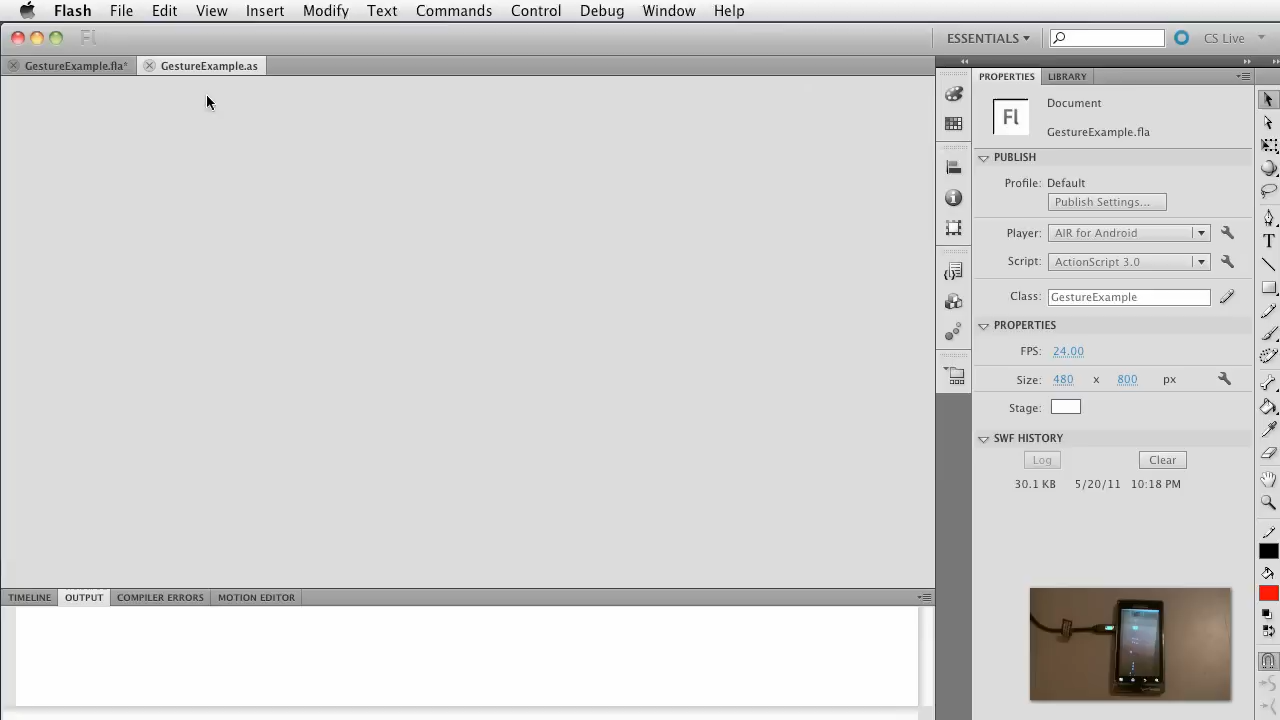 Flash File Edit View Insert Modify Text Commands Control Debug Window Help
Fl ESSENTIALS CS Live
GestureExample.fla* GestureExample.as
PROPERTIES LIBRARY
Fl
Document
GestureExample.fla
PUBLISH
Profile: Default
Publish Settings...
Player: AIR for Android
Script: ActionScript 3.0
Class: GestureExample
PROPERTIES
FPS: 24.00
Size: 480 x 800 px
Stage:
SWF HISTORY
Log Clear
30.1 KB 5/20/11 10:18 PM
TIMELINE OUTPUT COMPILER ERRORS MOTION EDITOR